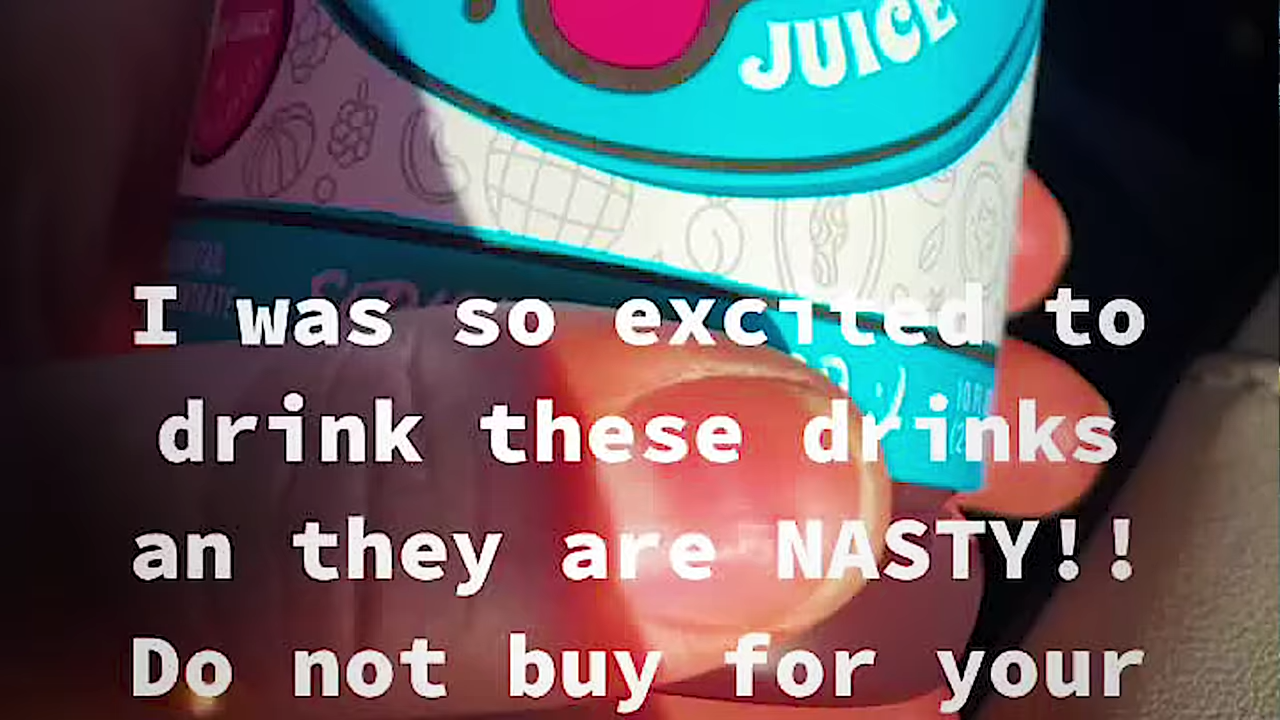 JUICE
I was so excited to
drink these drinks
an they are NASTY!!
Do not buy for your